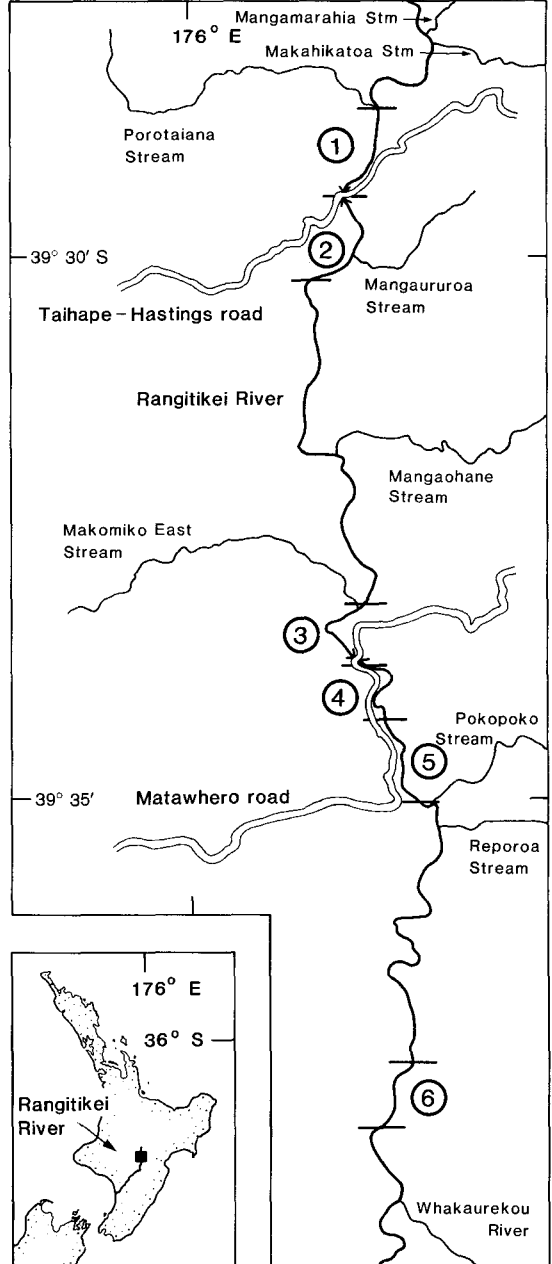 Mangamarahia Stm
176° E
Makahikatoa Stm
Porotaiana
Stream
1
2
39° 30′ S
Mangaururoa
Stream
Taihape – Hastings road
Rangitikei River
Mangaohane
Stream
Makomiko East
Stream
3
4
Pokopoko
Stream
5
39° 35′
Matawhero road
Reporoa
Stream
176° E
36° S
6
Rangitikei
River
Whakaurekou
River